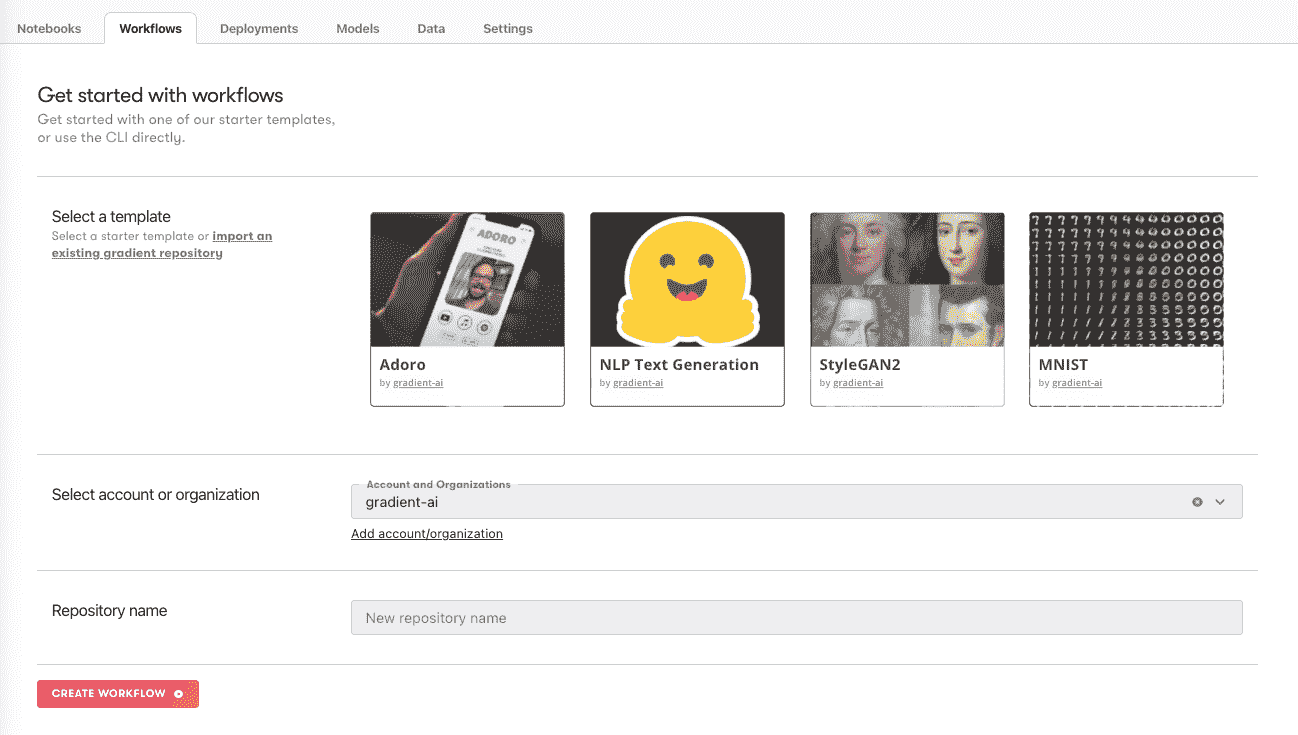 Notebooks Workflows Deployments Models Data Settings
Get started with workflows
Get started with one of our starter templates,
or use the CLI directly.
Select a template
Select a starter template or import an
existing gradient repository
ADORO
Adoro
by gradient-ai
NLP Text Generation
by gradient-ai
StyleGAN2
by gradient-ai
MNIST
by gradient-ai
Select account or organization
Account and Organizations
gradient-ai
Add account/organization
Repository name
New repository name
CREATE WORKFLOW